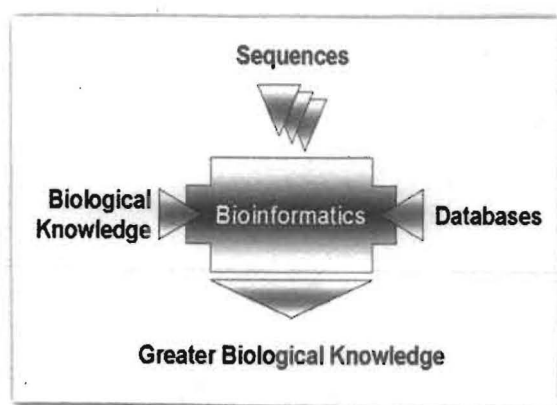 Sequences
Biological
Knowledge
Bioinformatics
Databases
Greater Biological Knowledge